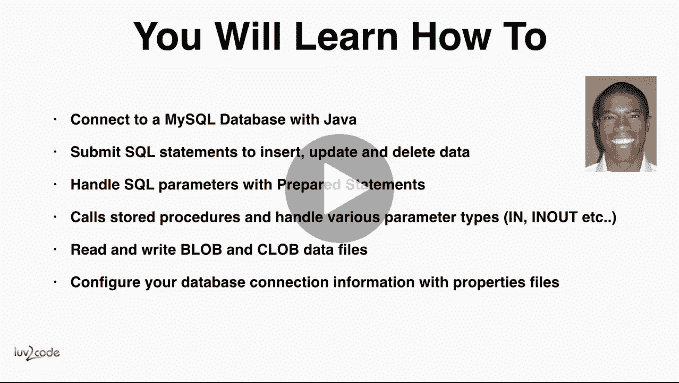 You Will Learn How To
· Connect to a MySQL Database with Java
· Submit SQL statements to insert, update and delete data
· Handle SQL parameters with Prepared Statements
· Calls stored procedures and handle various parameter types (IN, INOUT etc..)
· Read and write BLOB and CLOB data files
· Configure your database connection information with properties files
luv2code